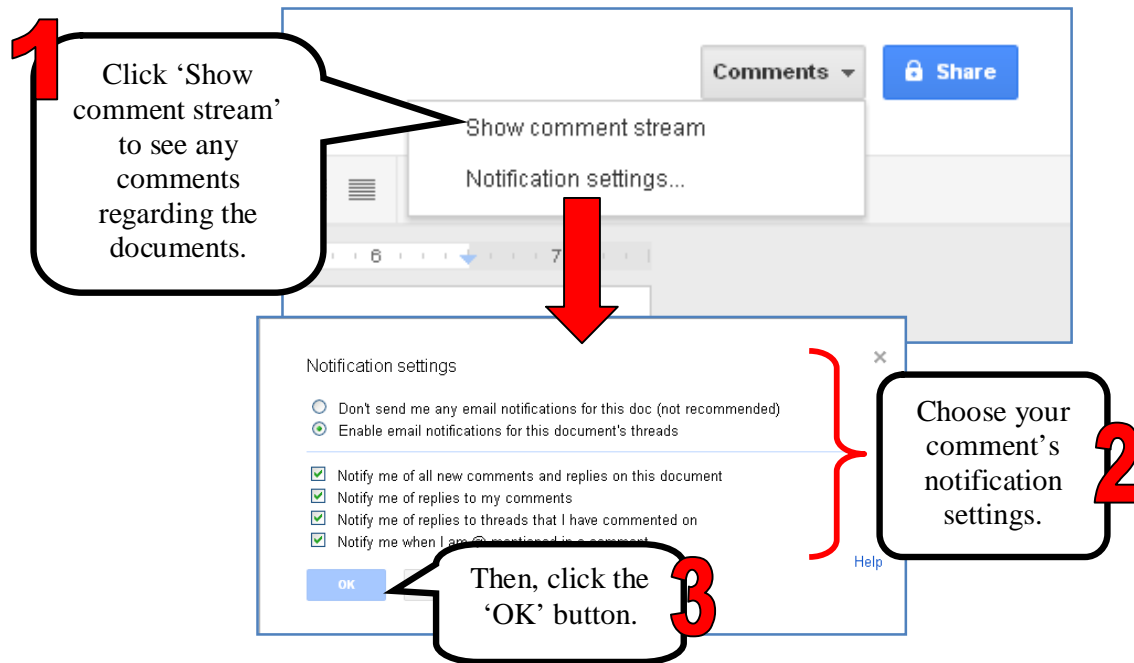 1
Click ‘Show
comment stream’
to see any
comments
regarding the
documents.
Comments
Share
Show comment stream
Notification settings...
6
7
Notification settings
Don't send me any email notifications for this doc (not recommended)
Enable email notifications for this document's threads
Notify me of all new comments and replies on this document
Notify me of replies to my comments
Notify me of replies to threads that I have commented on
Notify me when I am @ mentioned in a comment
Help
OK
Choose your
comment’s
notification
settings.
2
Then, click the
‘OK’ button.
3